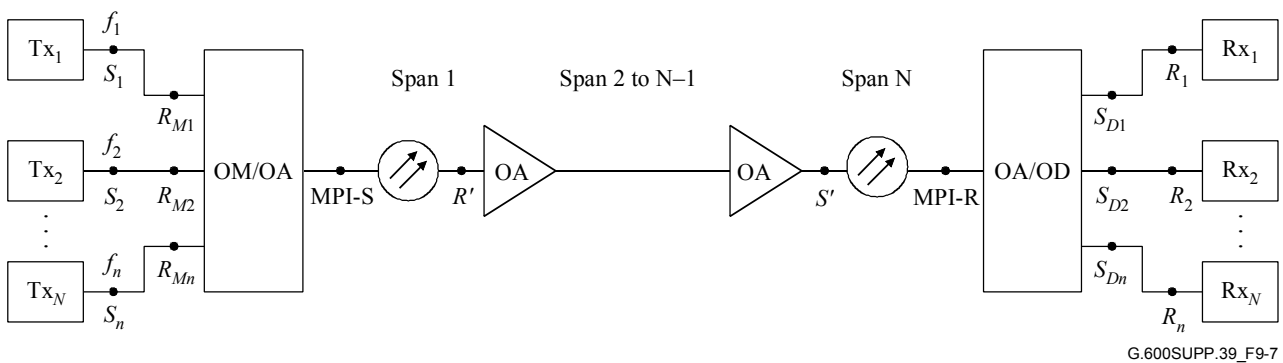 Tx1
f1
S1
RM1
Tx2
f2
S2
RM2
TxN
fn
Sn
RMn
OM/OA
MPI-S
Span 1
R'
OA
Span 2 to N–1
OA
S'
Span N
MPI-R
OA/OD
SD1
R1
Rx1
SD2
R2
Rx2
SDn
Rn
RxN
G.600SUPP.39_F9-7